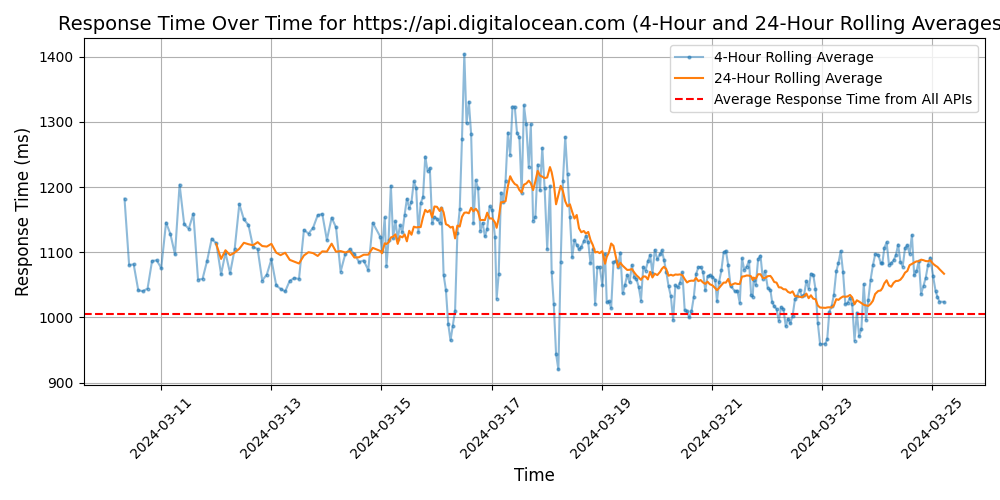 Response Time Over Time for https://api.digitalocean.com (4-Hour and 24-Hour Rolling Averages
4-Hour Rolling Average
24-Hour Rolling Average
Average Response Time from All APIs
Response Time (ms)
1400
1300
1200
1100
1000
900
2024-03-11
2024-03-13
2024-03-15
2024-03-17
2024-03-19
2024-03-21
2024-03-23
2024-03-25
Time